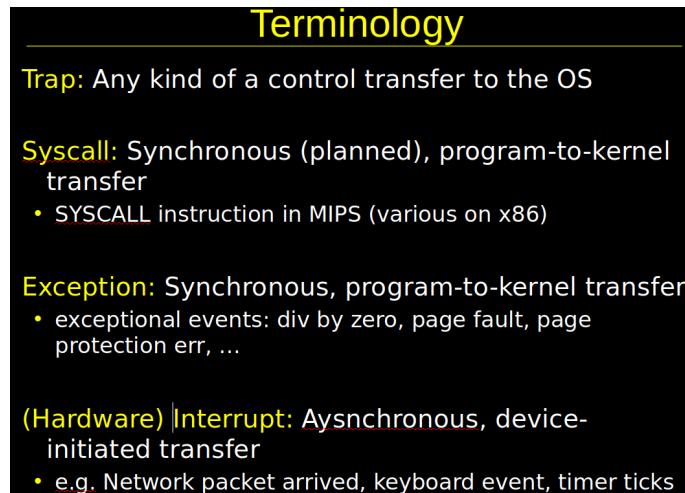 Terminology
Trap: Any kind of a control transfer to the OS
Syscall: Synchronous (planned), program-to-kernel
transfer
• SYSCALL instruction in MIPS (various on x86)
Exception: Synchronous, program-to-kernel transfer
• exceptional events: div by zero, page fault, page
protection err, …
(Hardware) Interrupt: Aysnchronous, device-
initiated transfer
• e.g. Network packet arrived, keyboard event, timer ticks